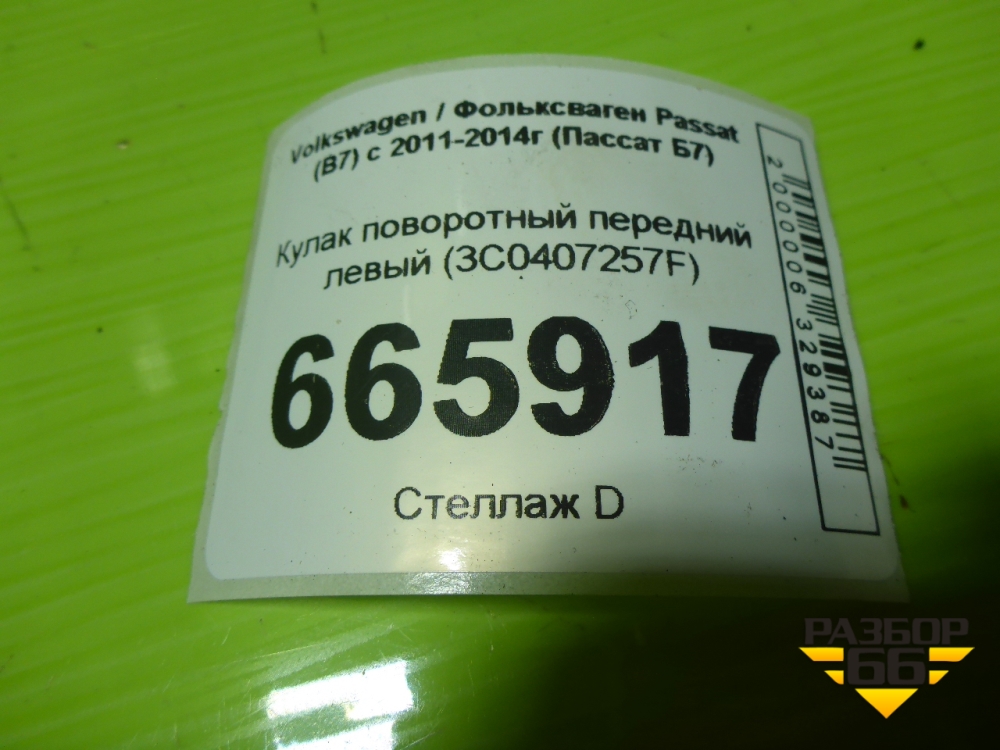 Volkswagen / Фольксваген Passat
(B7) с 2011-2014г (Пассат Б7)
Кулак поворотный передний
левый (3C0407257F)
665917
Стеллаж D
2000006329387
РАЗБОР
66